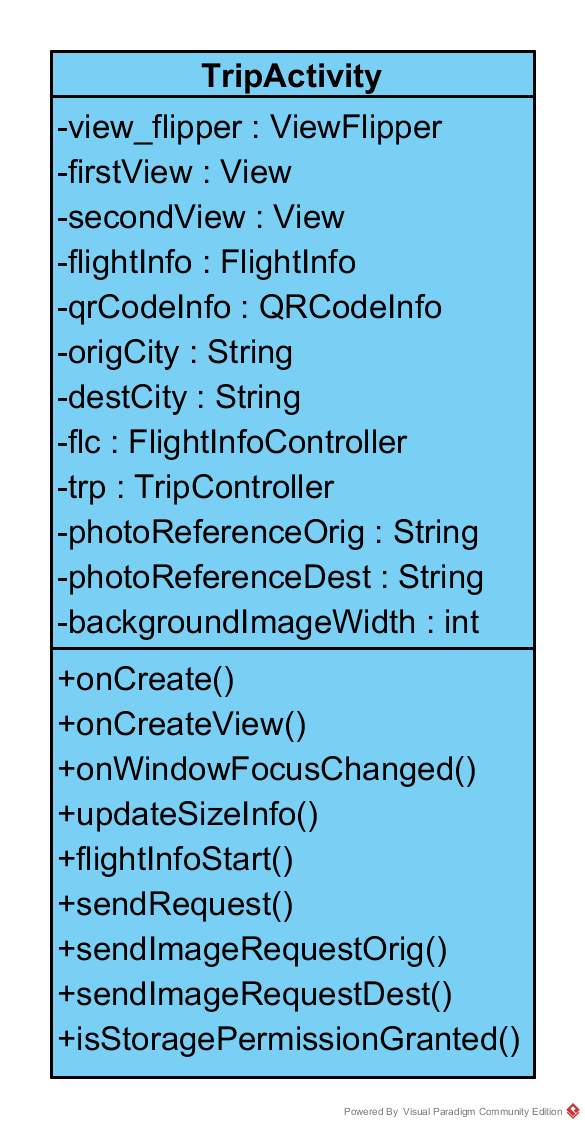 TripActivity
-view_flipper : ViewFlipper
-firstView : View
-secondView : View
-flightInfo : FlightInfo
-qrCodeInfo : QRCodeInfo
-origCity : String
-destCity : String
-flc : FlightInfoController
-trp : TripController
-photoReferenceOrig : String
-photoReferenceDest : String
-backgroundImageWidth : int
+onCreate()
+onCreateView()
+onWindowFocusChanged()
+updateSizeInfo()
+flightInfoStart()
+sendRequest()
+sendImageRequestOrig()
+sendImageRequestDest()
+isStoragePermissionGranted()
Powered By Visual Paradigm Community Edition